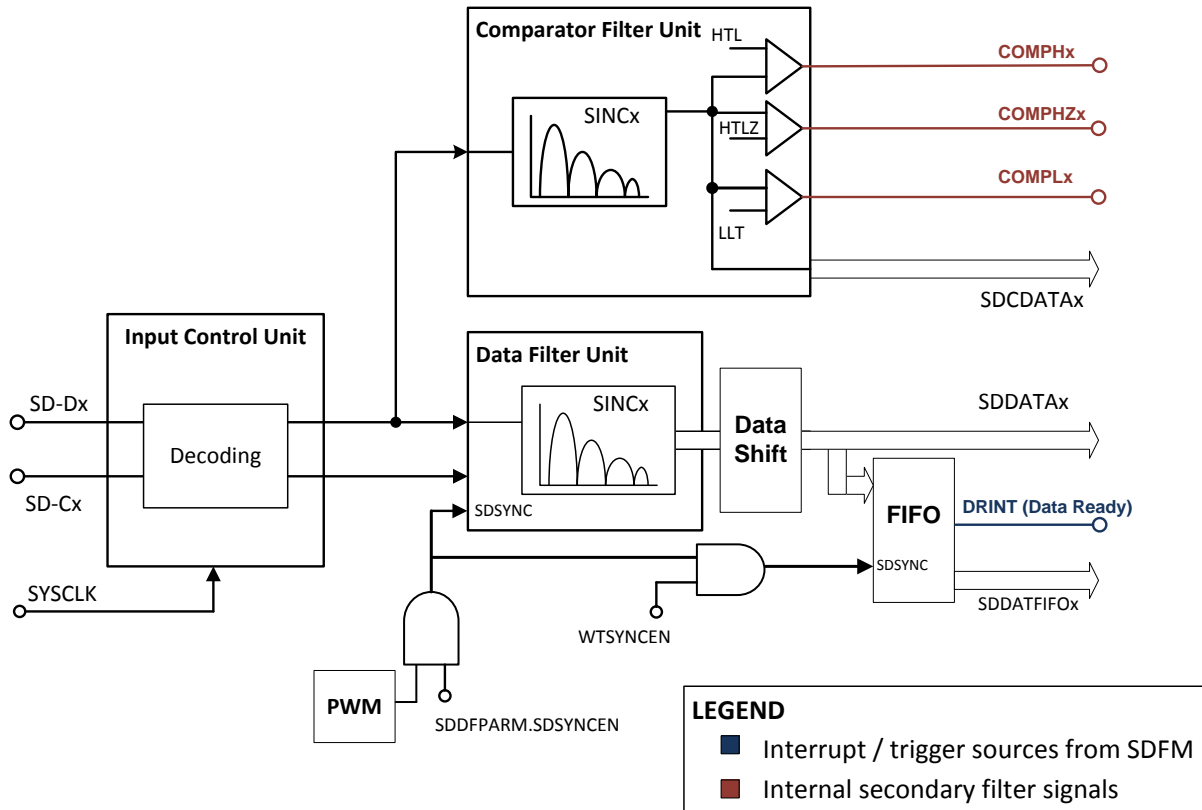 Comparator Filter Unit
HTL
COMPHx
SINCx
HTLZ
COMPHZx
COMPLx
LLT
SDCDATAx
Input Control Unit
Data Filter Unit
SD-Dx
SINCx
SDDATAx
Decoding
Data
Shift
SD-Cx
SDSYNC
FIFO
DRINT (Data Ready)
SDSYNC
SYSCLK
SDDATFIFOx
WTSYNCEN
PWM
SDDFPARM.SDSYNCEN
LEGEND
Interrupt / trigger sources from SDFM
Internal secondary filter signals